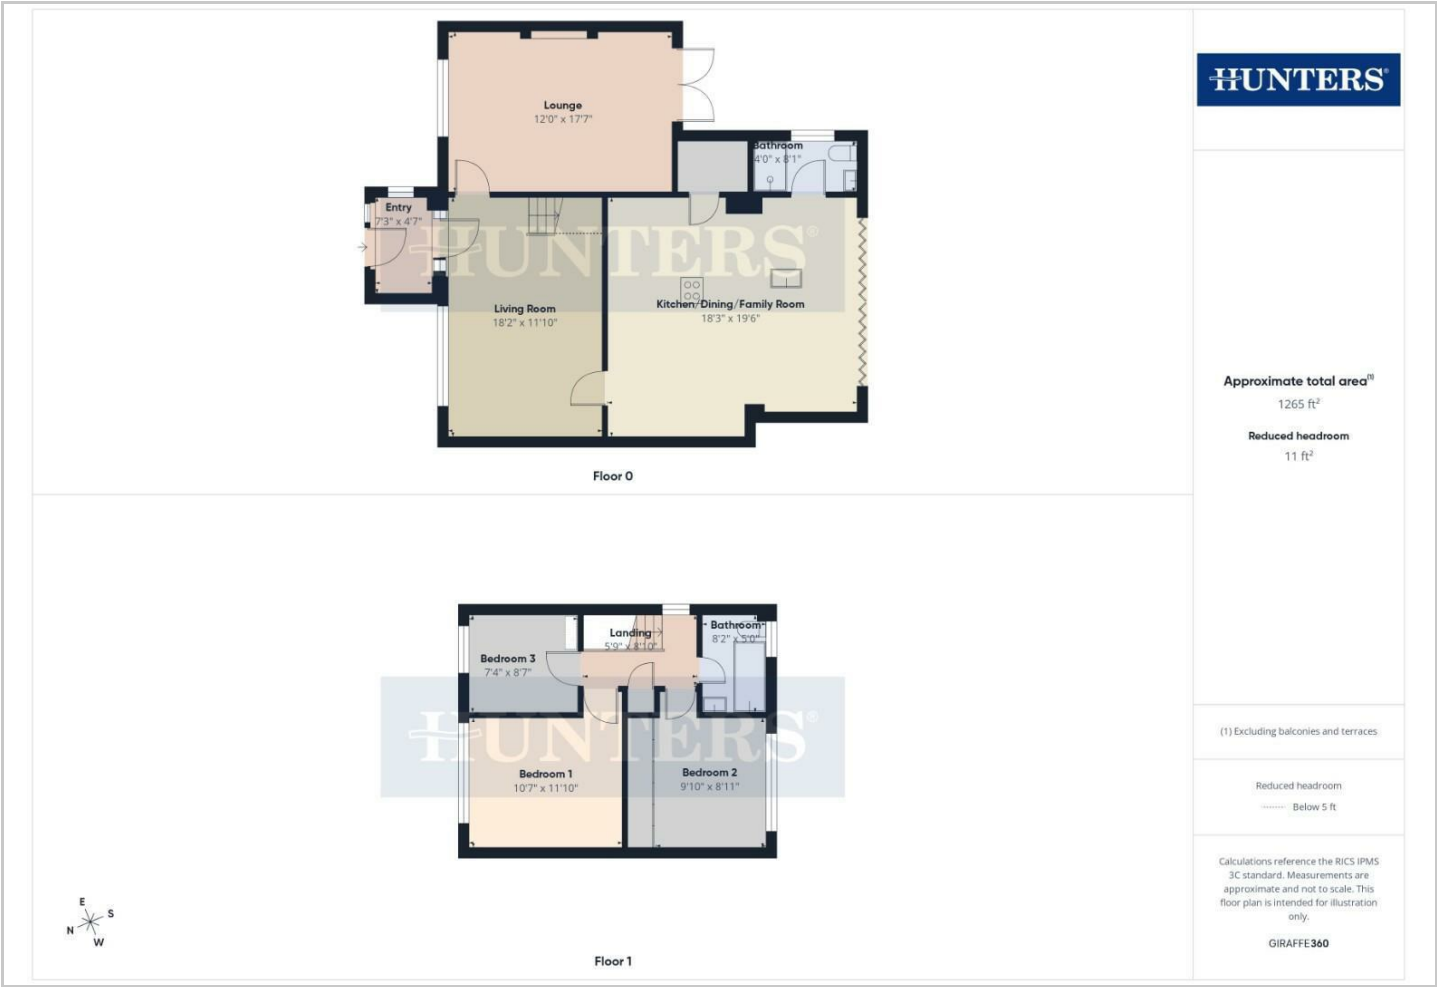 HUNTERS®
Lounge
12'0" x 17'7"
Bathroom
4'0" x 8'1"
Entry
7'3" x 4'7"
HUNTERS®
Living Room
18'2" x 11'10"
Kitchen/Dining/Family Room
18'3" x 19'6"
Floor 0
Approximate total area(1)
1265 ft²
Reduced headroom
11 ft²
Landing
5'9" x 8'10"
Bathroom
8'2" x 5'0"
Bedroom 3
7'4" x 8'7"
HUNTERS®
Bedroom 1
10'7" x 11'10"
Bedroom 2
9'10" x 8'11"
Floor 1
E
S
N
W
(1) Excluding balconies and terraces
Reduced headroom
Below 5 ft
Calculations reference the RICS IPMS
3C standard. Measurements are
approximate and not to scale. This
floor plan is intended for illustration
only.
GIRAFFE360